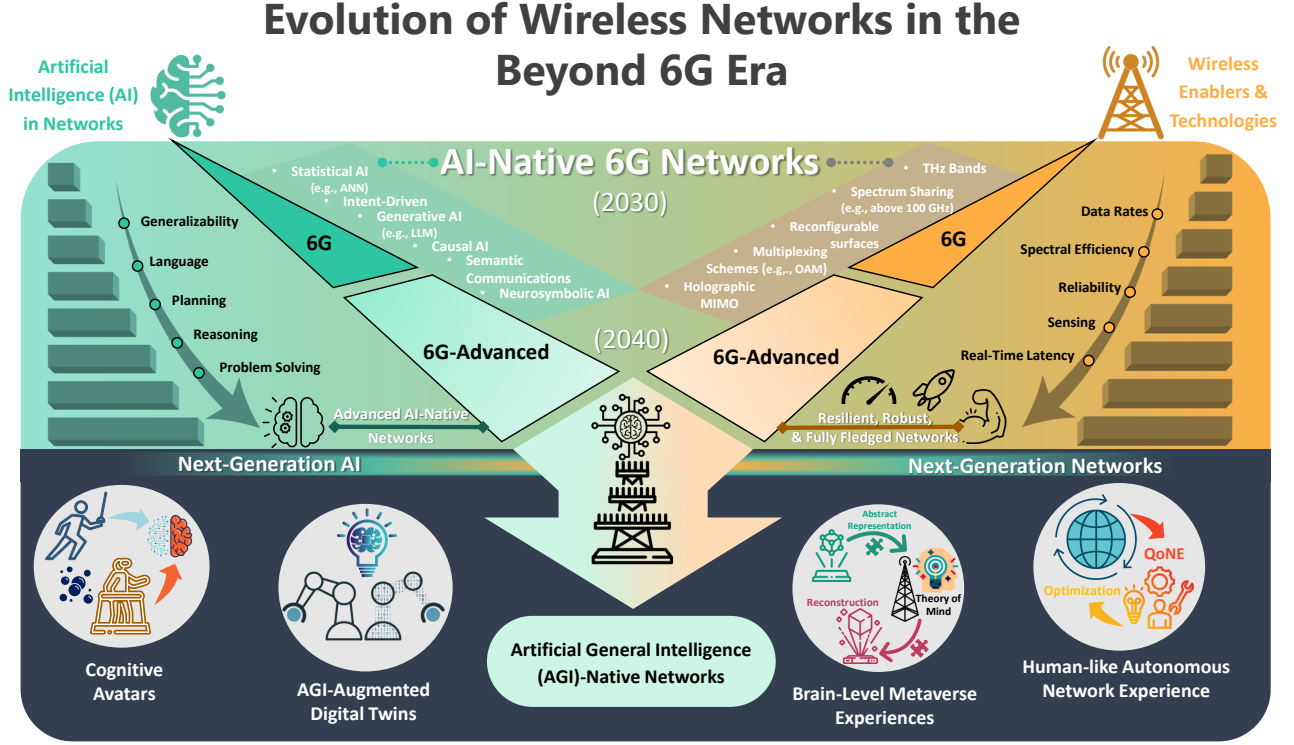 Evolution of Wireless Networks in the
Beyond 6G Era
Artificial
Intelligence (AI)
in Networks
Wireless
Enablers &
Technologies
AI-Native 6G Networks
(2030)
• Statistical AI
(e.g., ANN)
• Intent-Driven
• Generative AI
(e.g., LLM)
• Causal AI
• Semantic
Communications
• Neurosymbolic AI
• THz Bands
• Spectrum Sharing
(e.g., above 100 GHz)
• Reconfigurable
surfaces
• Multiplexing
Schemes (e.g,., OAM)
• Holographic
MIMO
6G
6G
Generalizability
Language
Planning
Reasoning
Problem Solving
Data Rates
Spectral Efficiency
Reliability
Sensing
Real-Time Latency
(2040)
6G-Advanced
6G-Advanced
Advanced AI-Native
Networks
Resilient, Robust,
& Fully Fledged Networks
Next-Generation AI
Next-Generation Networks
Cognitive
Avatars
AGI-Augmented
Digital Twins
Artificial General Intelligence
(AGI)-Native Networks
Abstract
Representation
Theory of
Mind
Reconstruction
Brain-Level Metaverse
Experiences
QoNE
Optimization
Human-like Autonomous
Network Experience